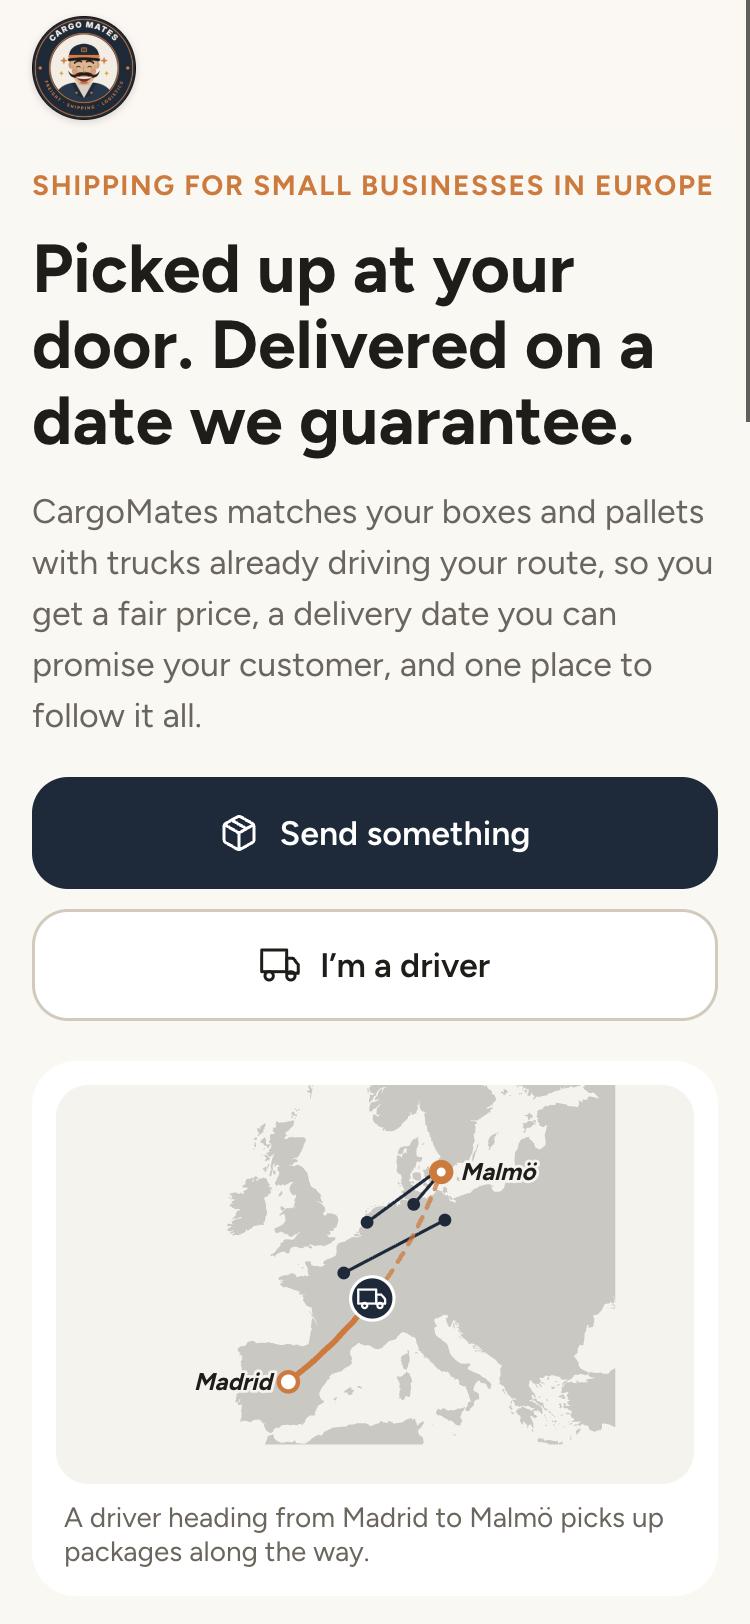 CARGO MATES
FREIGHT · SHIPPING · LOGISTICS
SHIPPING FOR SMALL BUSINESSES IN EUROPE
Picked up at your
door. Delivered on a
date we guarantee.
CargoMates matches your boxes and pallets
with trucks already driving your route, so you
get a fair price, a delivery date you can
promise your customer, and one place to
follow it all.
Send something
I’m a driver
Malmö
Madrid
A driver heading from Madrid to Malmö picks up
packages along the way.